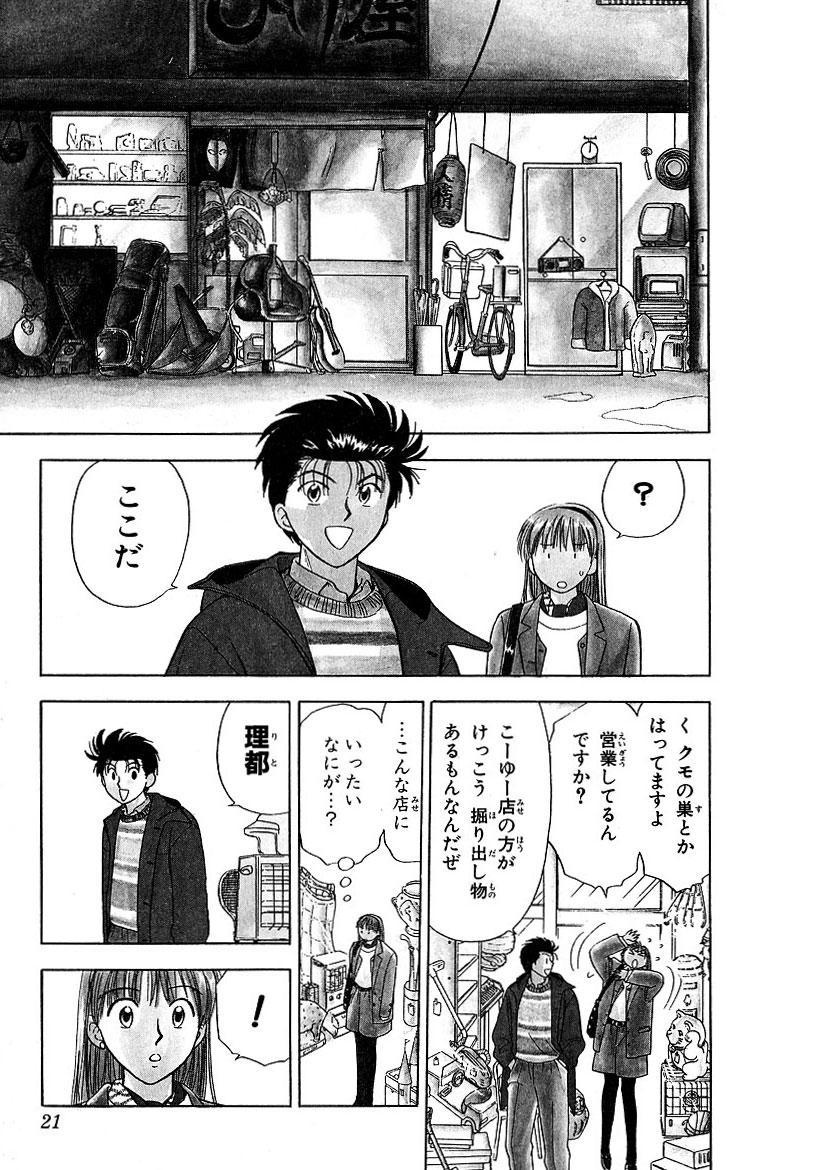 人情
？
ここだ
く クモの巣とか
はってますよ
営業してるん
ですか？
こーゆー店の方が
けっこう 掘り出し物
あるもんなんだぜ
…こんな店に
いったい
なにが…？
理都
！
21